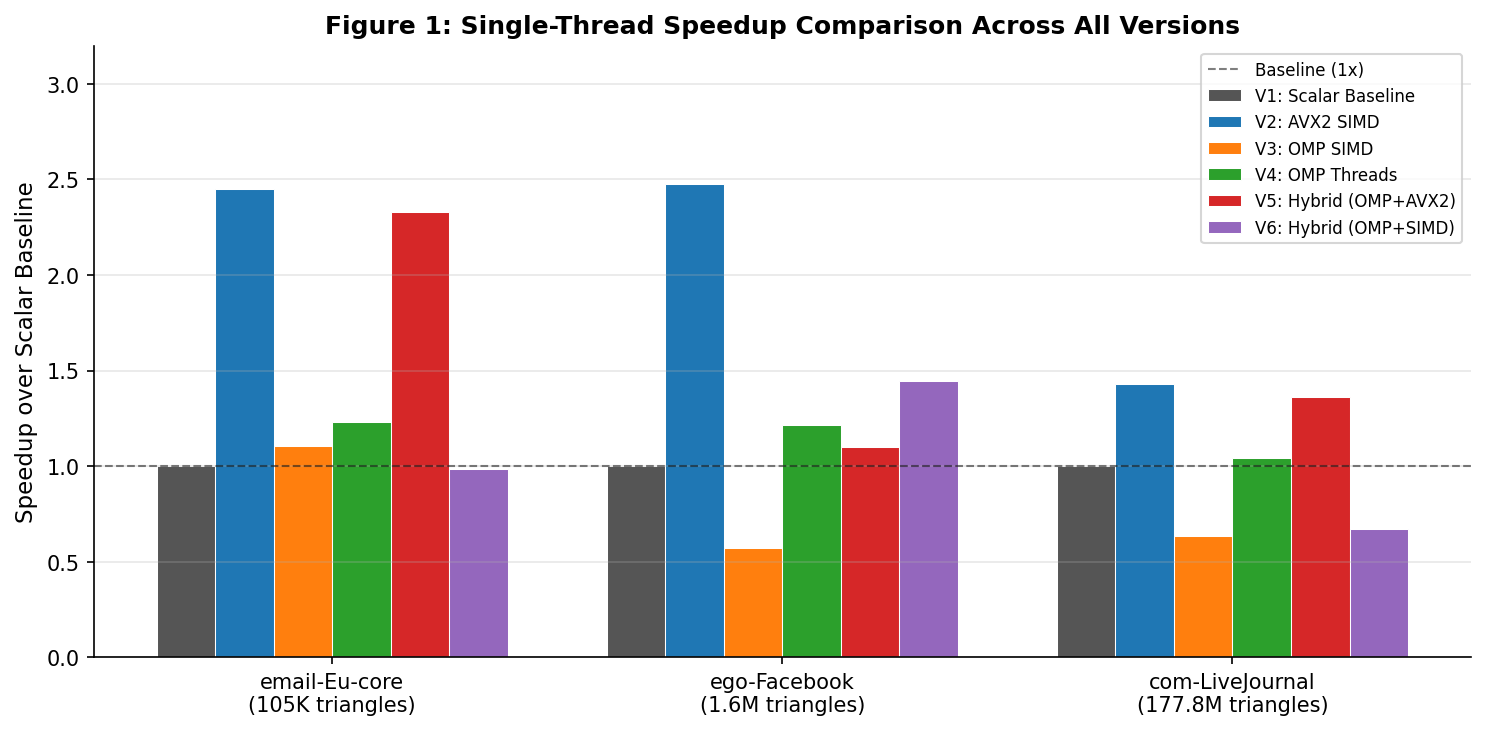 Figure 1: Single-Thread Speedup Comparison Across All Versions
Speedup over Scalar Baseline
3.0
2.5
2.0
1.5
1.0
0.5
0.0
Baseline (1x)
V1: Scalar Baseline
V2: AVX2 SIMD
V3: OMP SIMD
V4: OMP Threads
V5: Hybrid (OMP+AVX2)
V6: Hybrid (OMP+SIMD)
email-Eu-core
(105K triangles)
ego-Facebook
(1.6M triangles)
com-LiveJournal
(177.8M triangles)